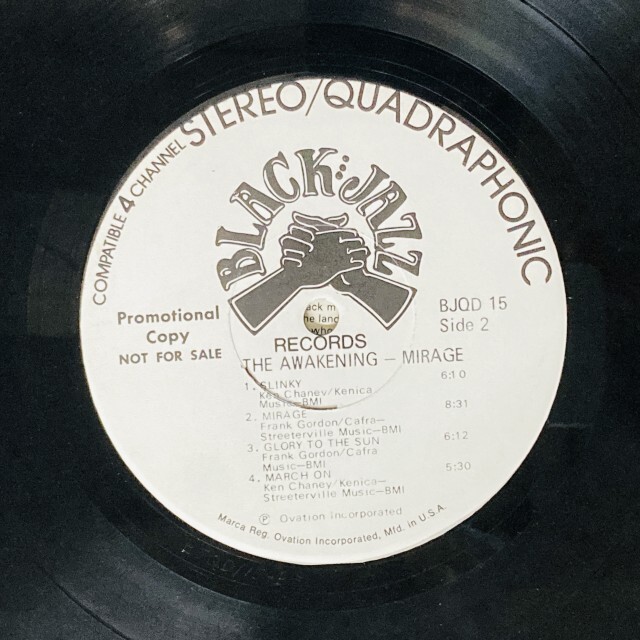 COMPATIBLE 4 CHANNEL STEREO/QUADRAPHONIC
BLACK JAZZ
RECORDS
Promotional
Copy
NOT FOR SALE
BJQD 15
Side 2
THE AWAKENING – MIRAGE
1. SLINKY 6:10
Ken Chaney/Kenica
Music–BMI
2. MIRAGE 8:31
Frank Gordon/Cafra–
Streeterville Music–BMI
3. GLORY TO THE SUN 6:12
Frank Gordon/Cafra
Music–BMI
4. MARCH ON 5:30
Ken Chaney/Kenica–
Streeterville Music–BMI
Ⓟ Ovation Incorporated
Marca Reg. Ovation Incorporated, Mfd. in U.S.A.